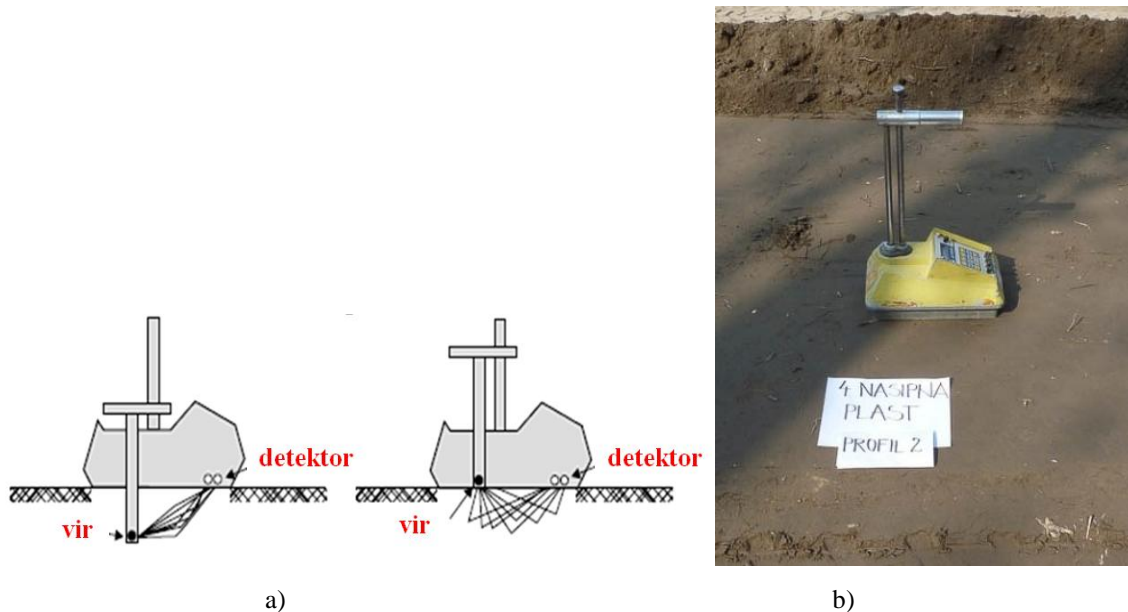 detektor
vir
detektor
vir
4 NASIPNA
PLAST
PROFIL 2
a)
b)